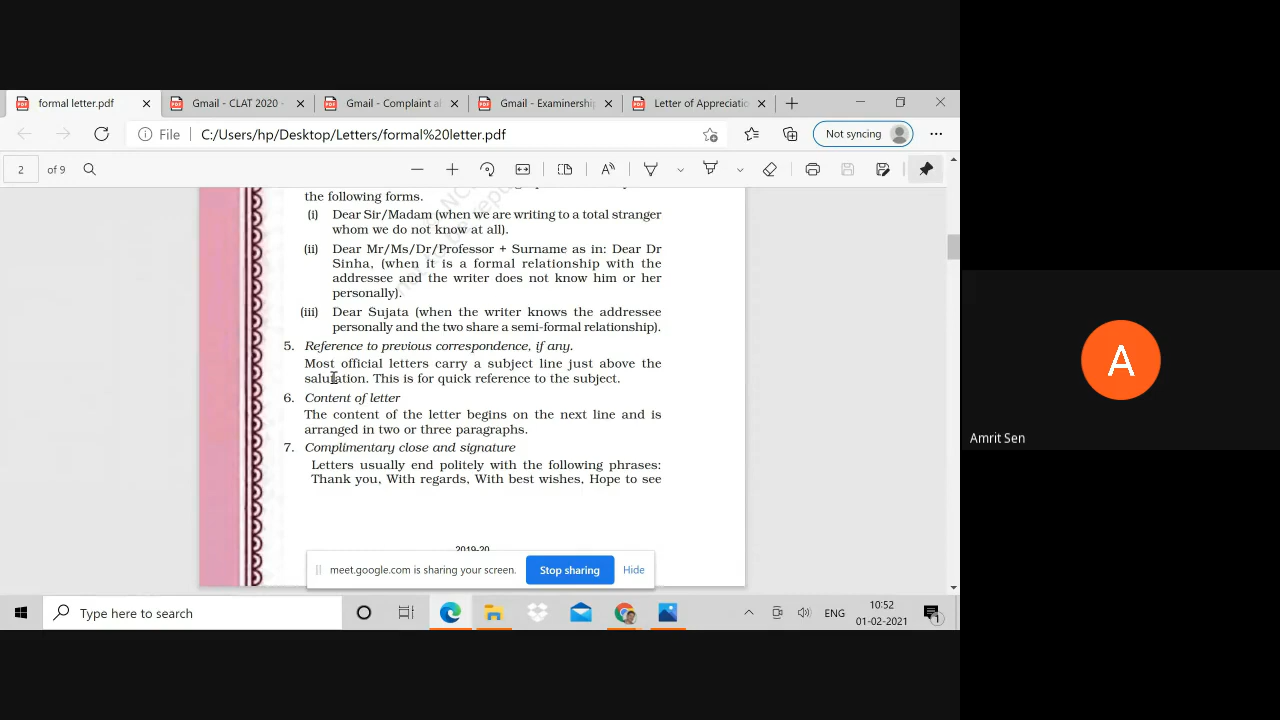 formal letter.pdf
Gmail - CLAT 2020 -
Gmail - Complaint a
Gmail - Examinership
Letter of Appreciatio
File
C:/Users/hp/Desktop/Letters/formal%20letter.pdf
Not syncing
2 of 9
the following forms.
(i) Dear Sir/Madam (when we are writing to a total stranger
whom we do not know at all).
(ii) Dear Mr/Ms/Dr/Professor + Surname as in: Dear Dr
Sinha, (when it is a formal relationship with the
addressee and the writer does not know him or her
personally).
(iii) Dear Sujata (when the writer knows the addressee
personally and the two share a semi-formal relationship).
5. Reference to previous correspondence, if any.
Most official letters carry a subject line just above the
salutation. This is for quick reference to the subject.
6. Content of letter
The content of the letter begins on the next line and is
arranged in two or three paragraphs.
7. Complimentary close and signature
Letters usually end politely with the following phrases:
Thank you, With regards, With best wishes, Hope to see
2019-20
meet.google.com is sharing your screen.
Stop sharing
Hide
A
Amrit Sen
Type here to search
ENG
10:52
01-02-2021
1